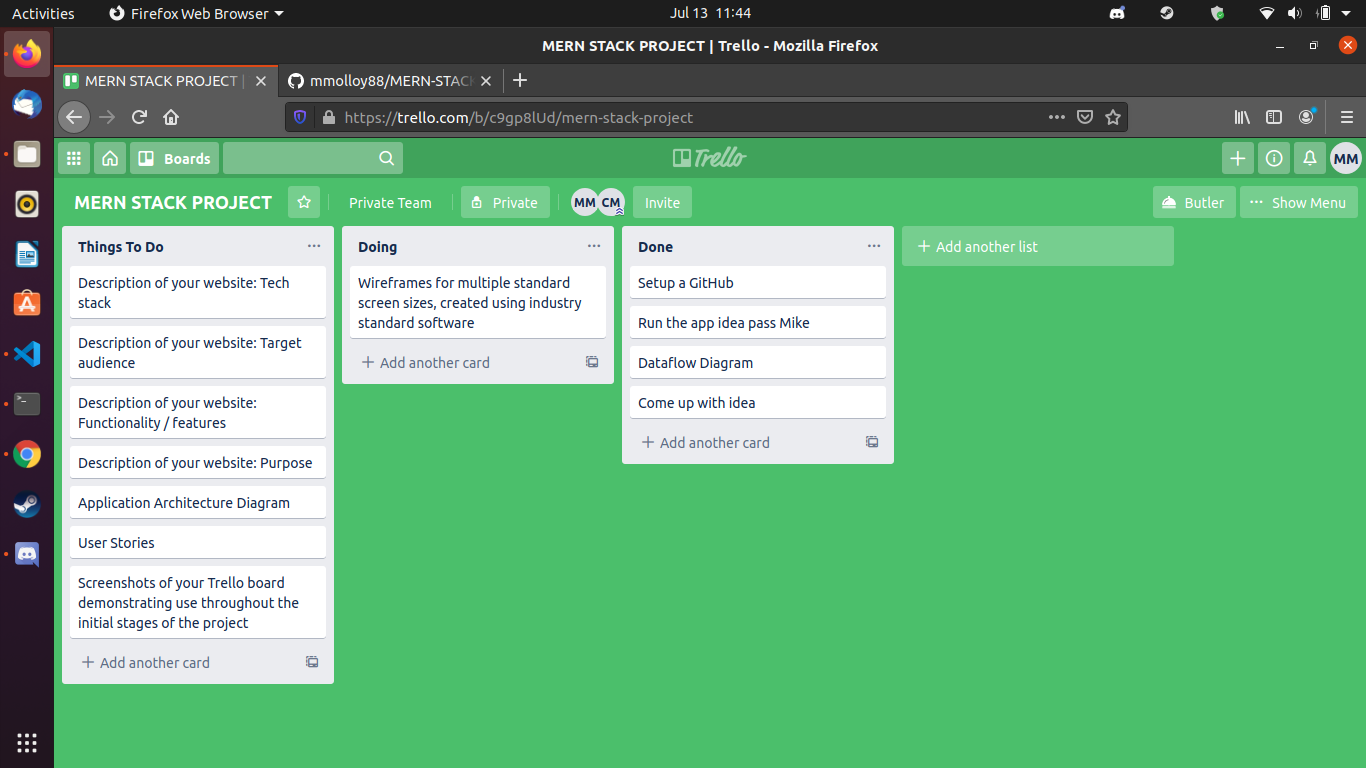 Activities
Firefox Web Browser
Jul 13 11:44
MERN STACK PROJECT | Trello - Mozilla Firefox
MERN STACK PROJECT |
mmolloy88/MERN-STACK
https://trello.com/b/c9gp8lUd/mern-stack-project
Boards
Trello
MM
MERN STACK PROJECT
Private Team
Private
MM
CM
Invite
Butler
Show Menu
Things To Do
Description of your website: Tech
stack
Description of your website: Target
audience
Description of your website:
Functionality / features
Description of your website: Purpose
Application Architecture Diagram
User Stories
Screenshots of your Trello board
demonstrating use throughout the
initial stages of the project
Add another card
Doing
Wireframes for multiple standard
screen sizes, created using industry
standard software
Add another card
Done
Setup a GitHub
Run the app idea pass Mike
Dataflow Diagram
Come up with idea
Add another card
Add another list